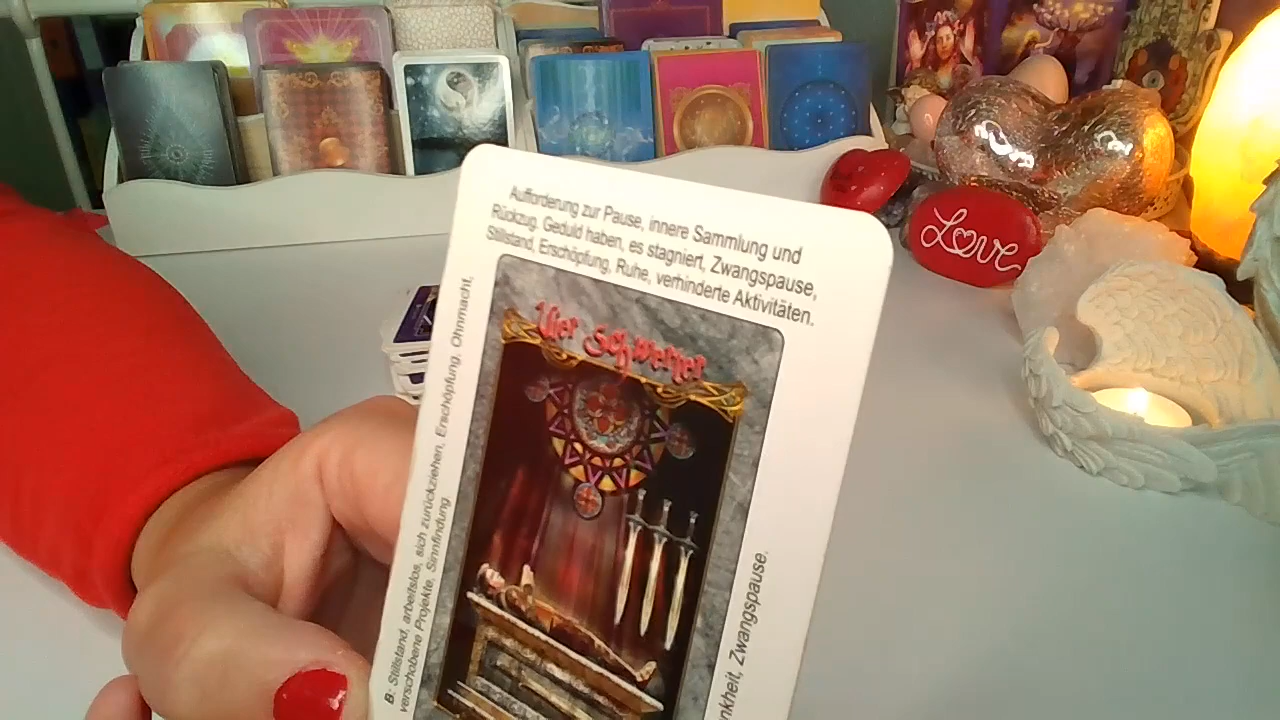 Aufforderung zur Pause, innere Sammlung und
Rückzug. Geduld haben, es stagniert, Zwangspause,
Stillstand, Erschöpfung, Ruhe, verhinderte Aktivitäten.
Vier Schwerter
B: Stillstand, arbeitslos, sich zurückziehen, Erschöpfung, Ohnmacht,
verschobene Projekte, Sinnfindung
nkheit, Zwangspause.
Love